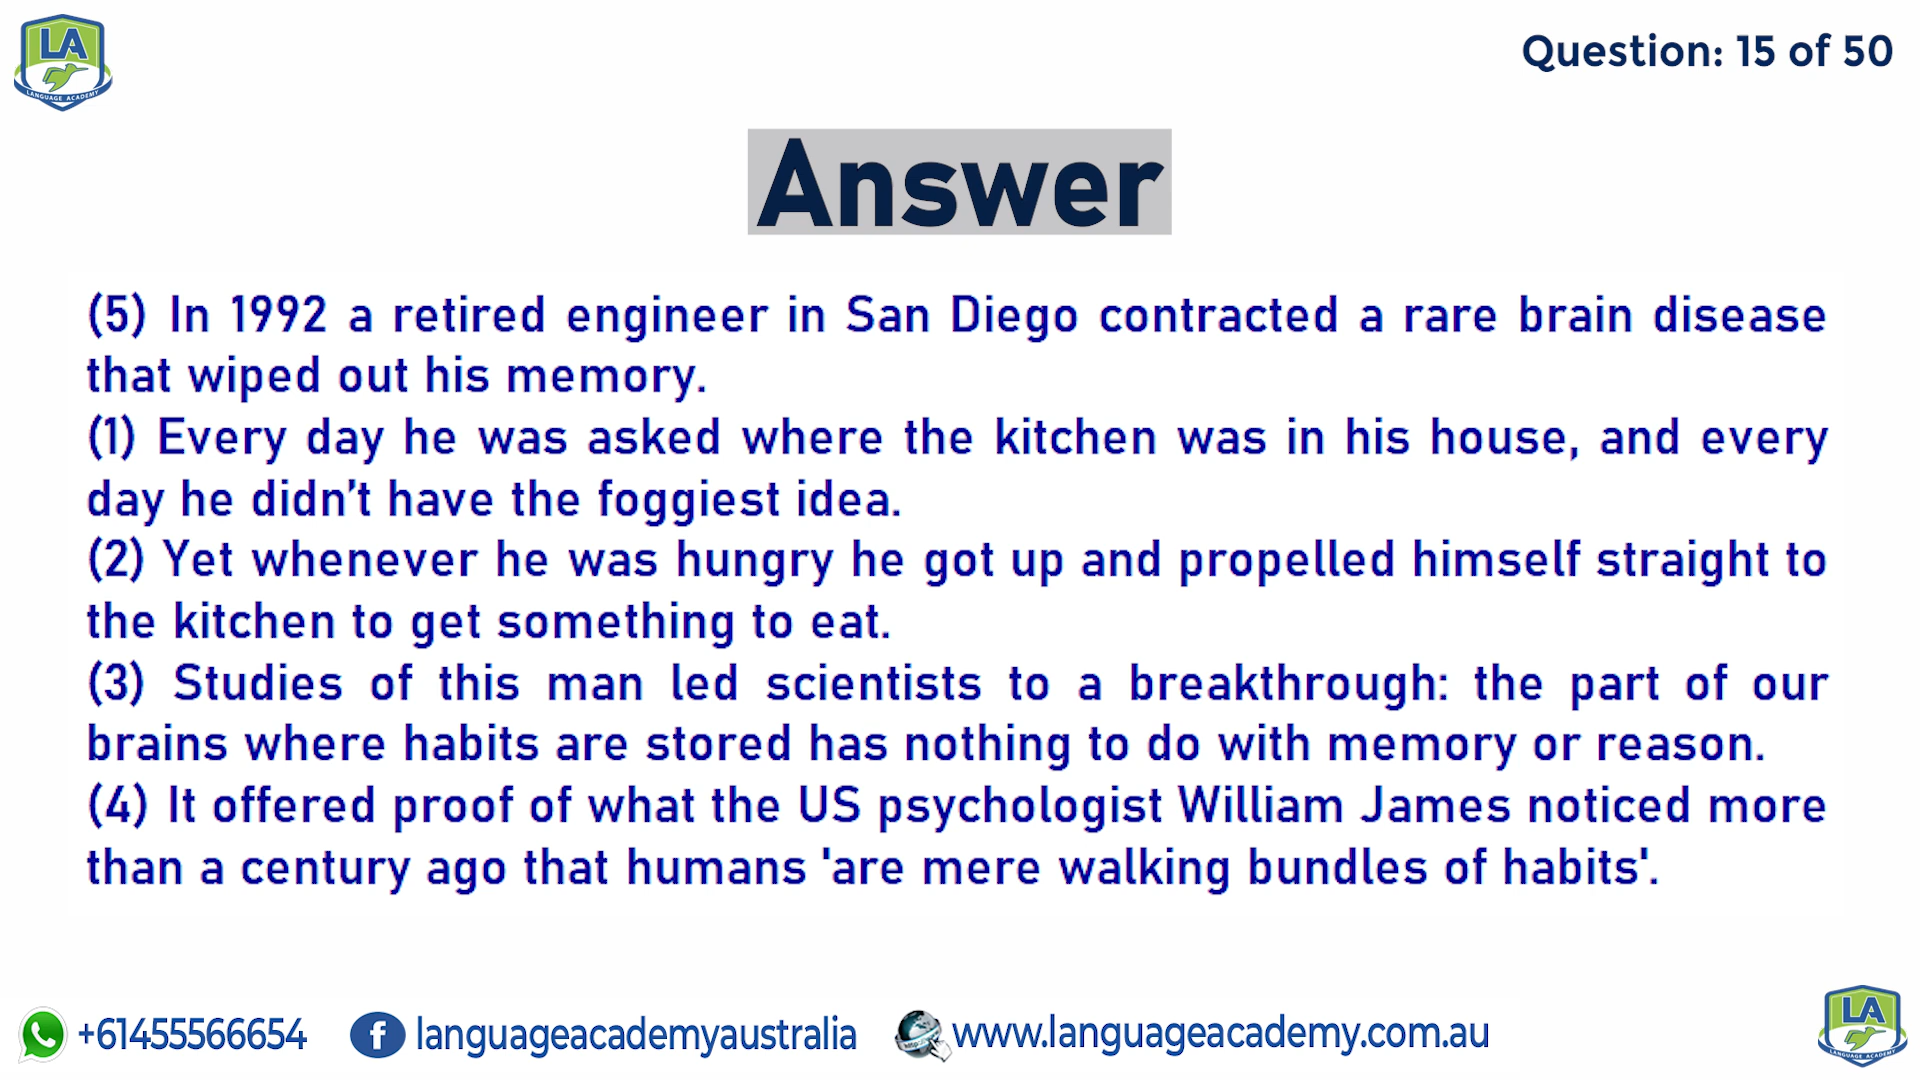 LA
LANGUAGE ACADEMY
Question: 15 of 50
Answer
(5) In 1992 a retired engineer in San Diego contracted a rare brain disease
that wiped out his memory.
(1) Every day he was asked where the kitchen was in his house, and every
day he didn’t have the foggiest idea.
(2) Yet whenever he was hungry he got up and propelled himself straight to
the kitchen to get something to eat.
(3) Studies of this man led scientists to a breakthrough: the part of our
brains where habits are stored has nothing to do with memory or reason.
(4) It offered proof of what the US psychologist William James noticed more
than a century ago that humans 'are mere walking bundles of habits'.
+61455566654
f languageacademyaustralia
www.languageacademy.com.au
LA
LANGUAGE ACADEMY